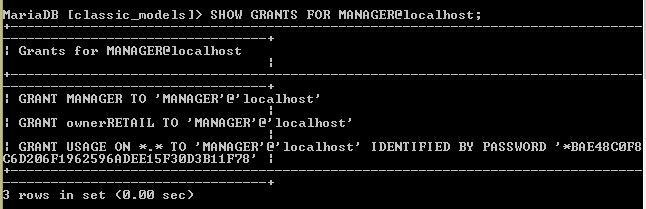 MariaDB [classic_models]> SHOW GRANTS FOR MANAGER@localhost;
| Grants for MANAGER@localhost
|
| GRANT MANAGER TO 'MANAGER'@'localhost'
|
| GRANT ownerRETAIL TO 'MANAGER'@'localhost'
|
| GRANT USAGE ON *.* TO 'MANAGER'@'localhost' IDENTIFIED BY PASSWORD '*BAE48C0F8
C6D206F1962596ADEE15F30D3B11F78' |
3 rows in set (0.00 sec)